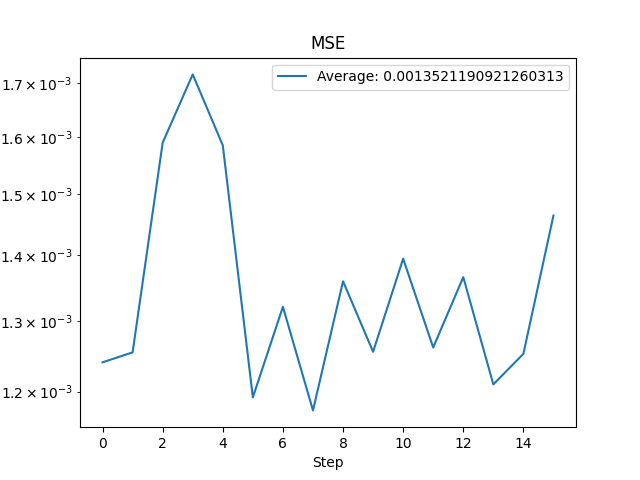 MSE
Average: 0.0013521190921260313
1.7 × 10⁻³
1.6 × 10⁻³
1.5 × 10⁻³
1.4 × 10⁻³
1.3 × 10⁻³
1.2 × 10⁻³
0 2 4 6 8 10 12 14
Step